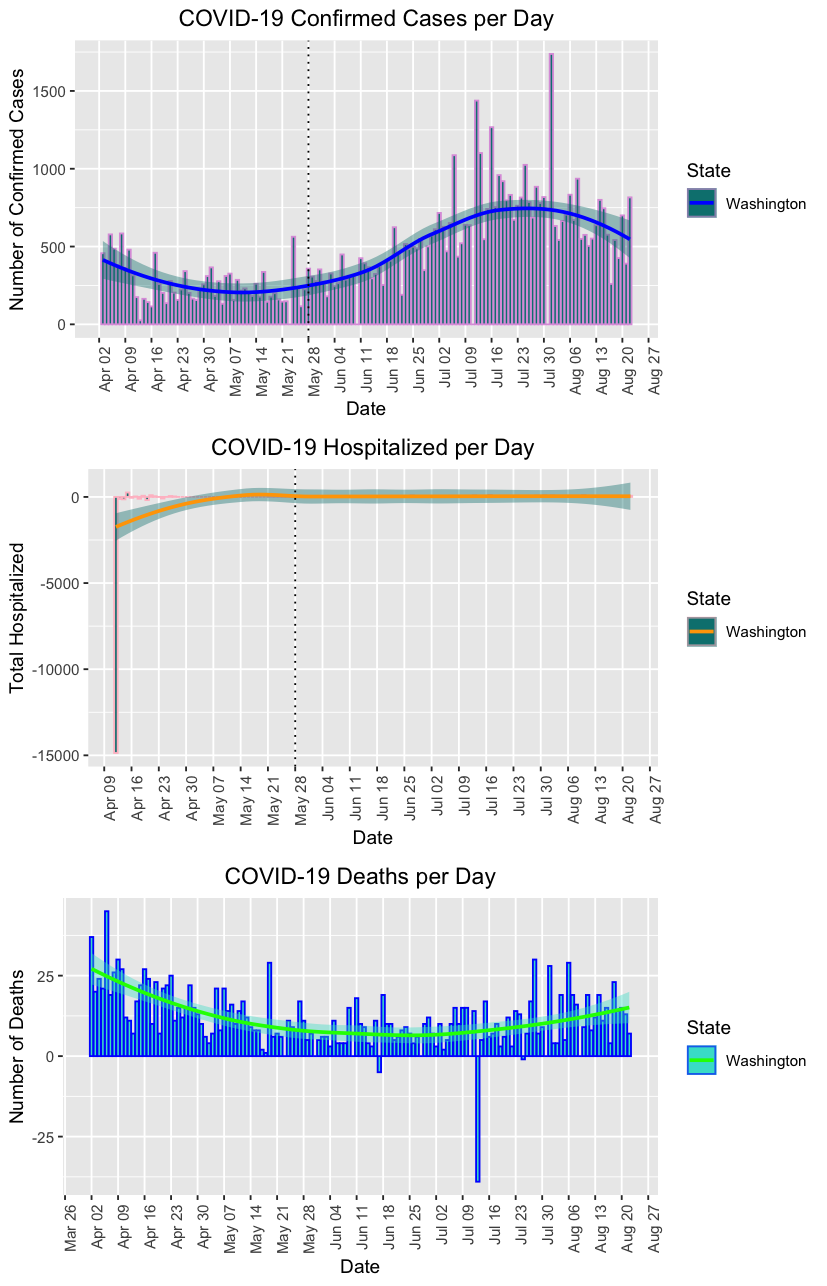 COVID-19 Confirmed Cases per Day
Number of Confirmed Cases
1500
1000
500
0
Apr 02
Apr 09
Apr 16
Apr 23
Apr 30
May 07
May 14
May 21
May 28
Jun 04
Jun 11
Jun 18
Jun 25
Jul 02
Jul 09
Jul 16
Jul 23
Jul 30
Aug 06
Aug 13
Aug 20
Aug 27
Date
State
Washington
COVID-19 Hospitalized per Day
Total Hospitalized
0
-5000
-10000
-15000
Apr 09
Apr 16
Apr 23
Apr 30
May 07
May 14
May 21
May 28
Jun 04
Jun 11
Jun 18
Jun 25
Jul 02
Jul 09
Jul 16
Jul 23
Jul 30
Aug 06
Aug 13
Aug 20
Aug 27
Date
State
Washington
COVID-19 Deaths per Day
Number of Deaths
25
0
-25
Mar 26
Apr 02
Apr 09
Apr 16
Apr 23
Apr 30
May 07
May 14
May 21
May 28
Jun 04
Jun 11
Jun 18
Jun 25
Jul 02
Jul 09
Jul 16
Jul 23
Jul 30
Aug 06
Aug 13
Aug 20
Aug 27
Date
State
Washington